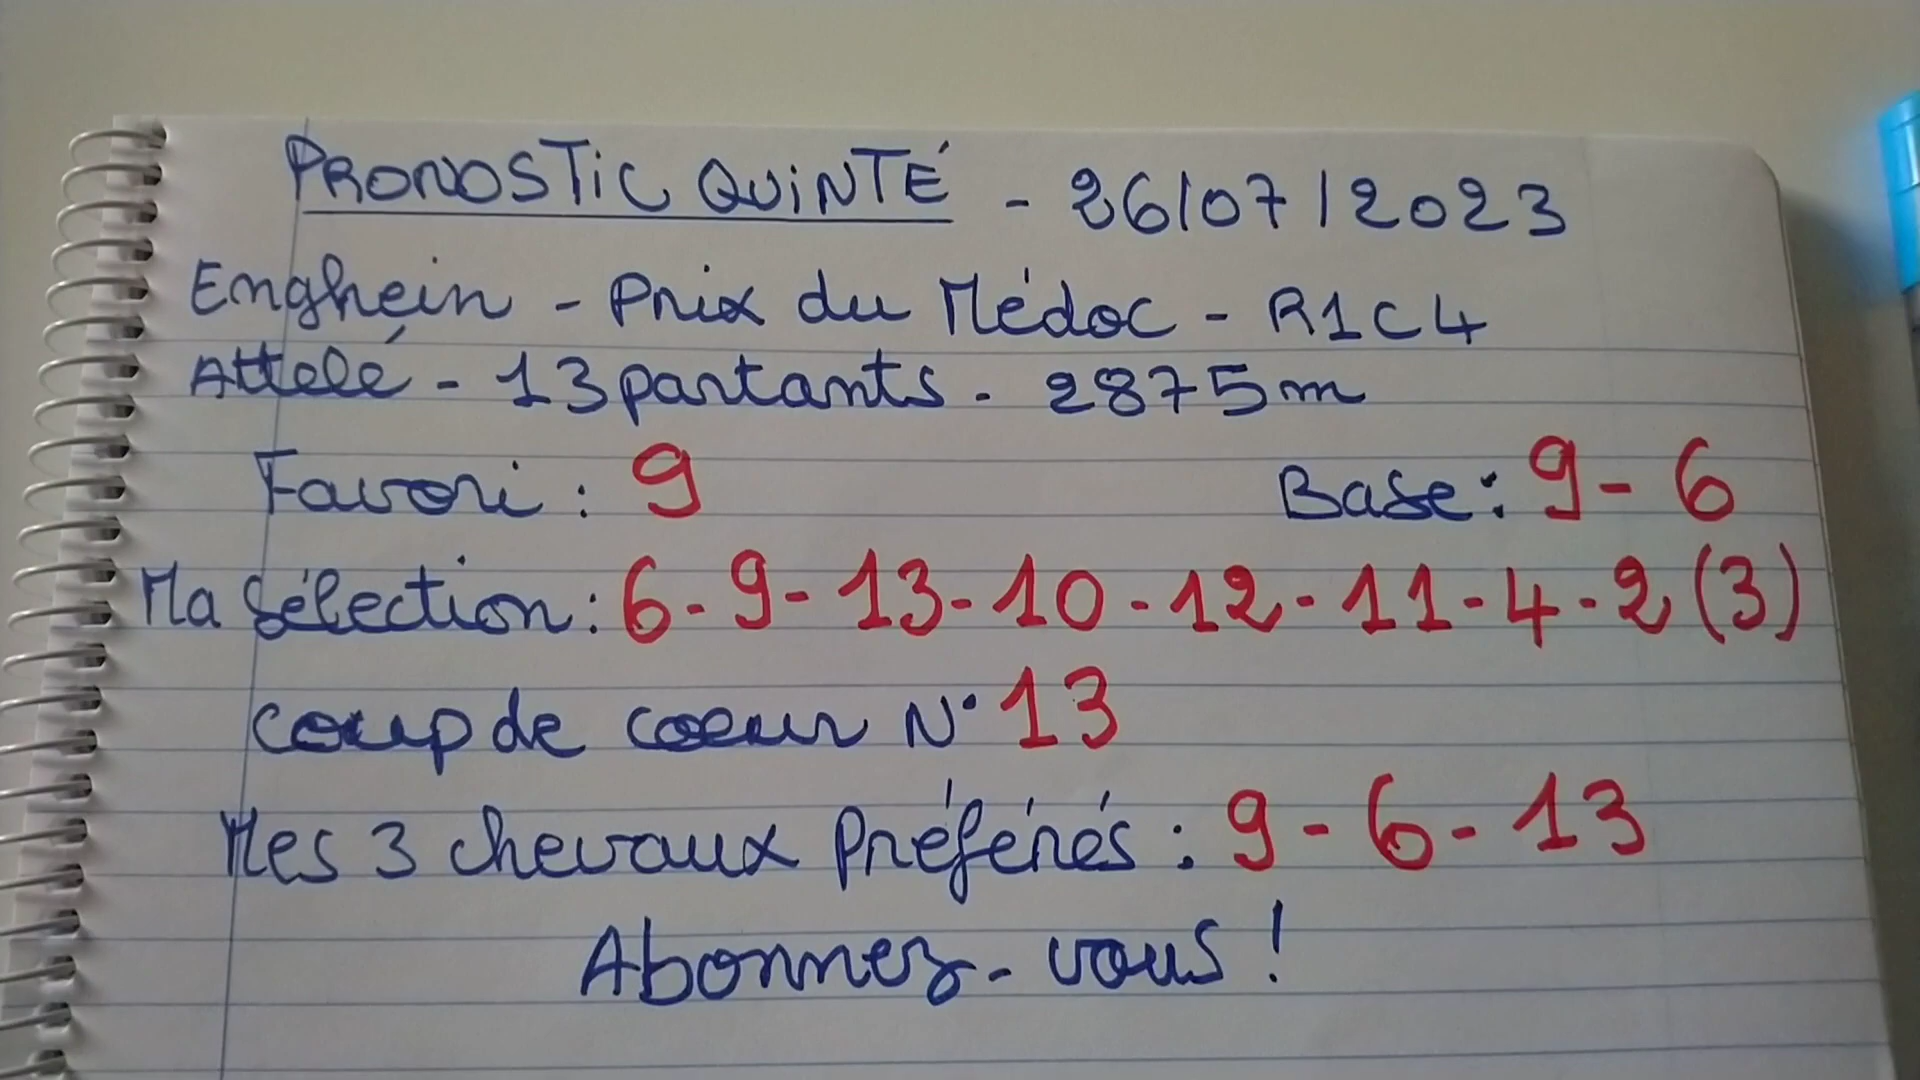 PRONOSTIC QUINTÉ - 26/07/2023
Enghein - Prix du Médoc - R1C4
Attelé - 13 partants - 2875m
Favori : 9 Base : 9 - 6
Ma sélection : 6 - 9 - 13 - 10 - 12 - 11 - 4 - 2 (3)
coup de coeur N° 13
Mes 3 chevaux préférés : 9 - 6 - 13
Abonnez-vous !